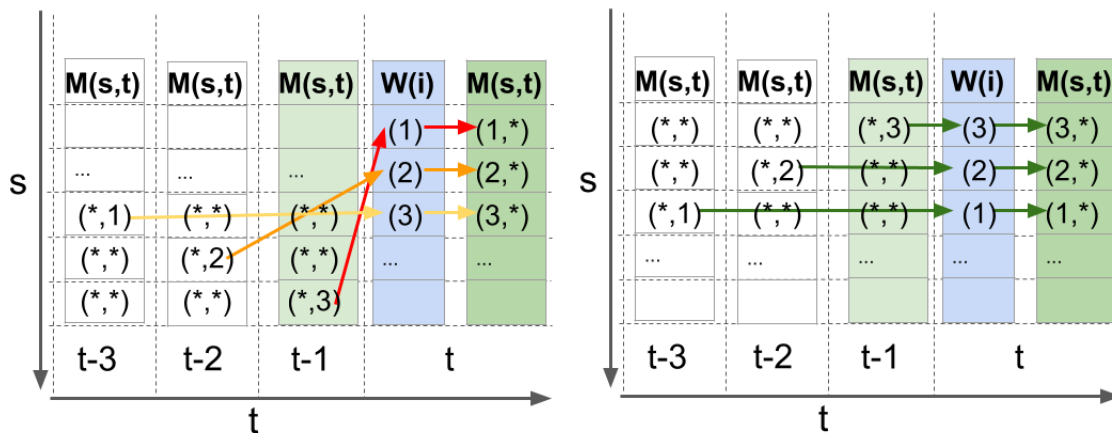 M(s,t) M(s,t) M(s,t) W(i) M(s,t)
(1) (1,*)
... ... ... (2) (2,*)
s
(*,1) (*,*) (*,*) (3) (3,*)
(*,*) (*,2) (*,*) ... ...
(*,*) (*,*) (*,3)
t-3 t-2 t-1 t
t
M(s,t) M(s,t) M(s,t) W(i) M(s,t)
(*,*) (*,*) (*,3) (3) (3,*)
(*,*) (*,2) (*,*) (2) (2,*)
s
(*,1) (*,*) (*,*) (1) (1,*)
... ... ... ... ...
t-3 t-2 t-1 t
t